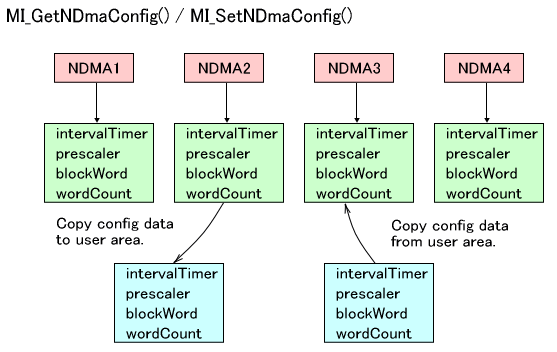 MI_GetNDmaConfig() / MI_SetNDmaConfig()
NDMA1
NDMA2
NDMA3
NDMA4
intervalTimer
prescaler
blockWord
wordCount
intervalTimer
prescaler
blockWord
wordCount
intervalTimer
prescaler
blockWord
wordCount
intervalTimer
prescaler
blockWord
wordCount
Copy config data
to user area.
Copy config data
from user area.
intervalTimer
prescaler
blockWord
wordCount
intervalTimer
prescaler
blockWord
wordCount